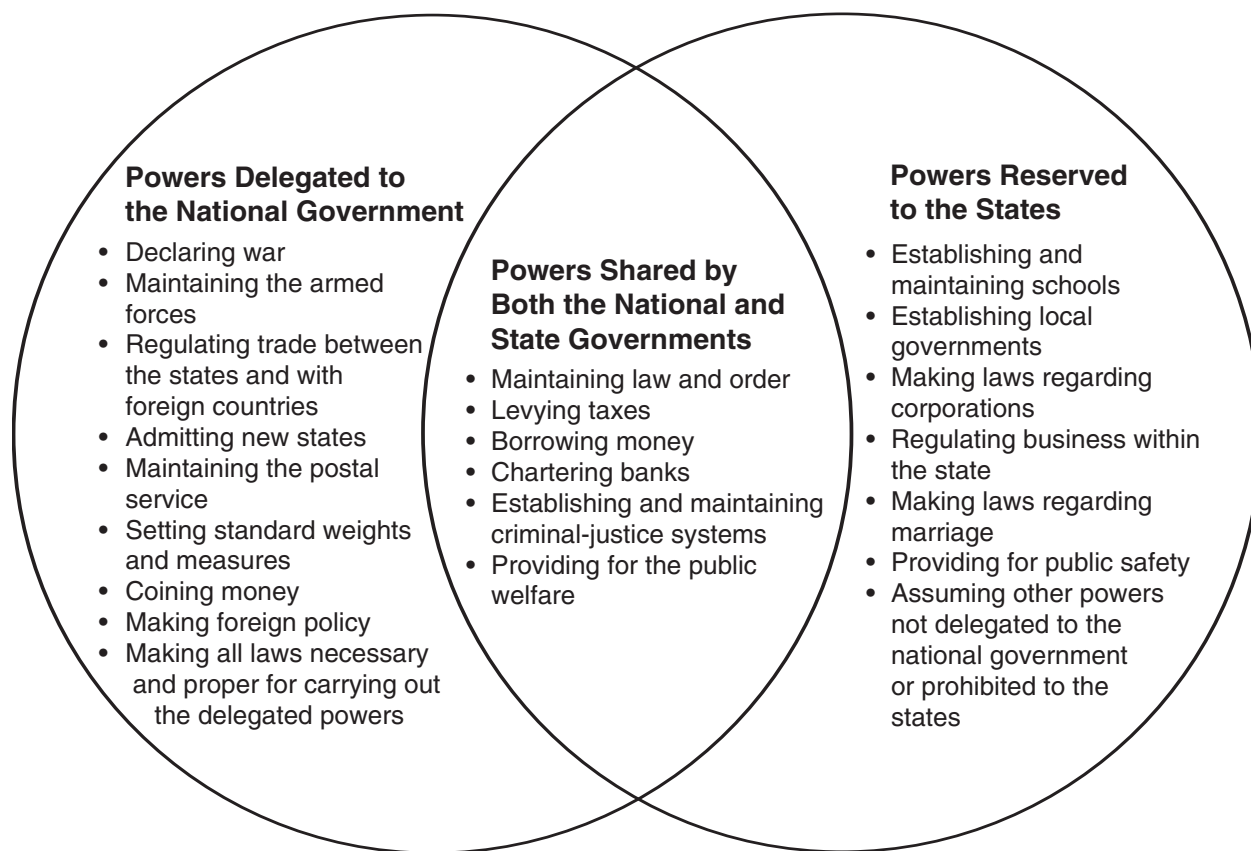 Powers Delegated to
the National Government
• Declaring war
• Maintaining the armed
forces
• Regulating trade between
the states and with
foreign countries
• Admitting new states
• Maintaining the postal
service
• Setting standard weights
and measures
• Coining money
• Making foreign policy
• Making all laws necessary
and proper for carrying out
the delegated powers
Powers Shared by
Both the National and
State Governments
• Maintaining law and order
• Levying taxes
• Borrowing money
• Chartering banks
• Establishing and maintaining
criminal-justice systems
• Providing for the public
welfare
Powers Reserved
to the States
• Establishing and
maintaining schools
• Establishing local
governments
• Making laws regarding
corporations
• Regulating business within
the state
• Making laws regarding
marriage
• Providing for public safety
• Assuming other powers
not delegated to the
national government
or prohibited to the
states